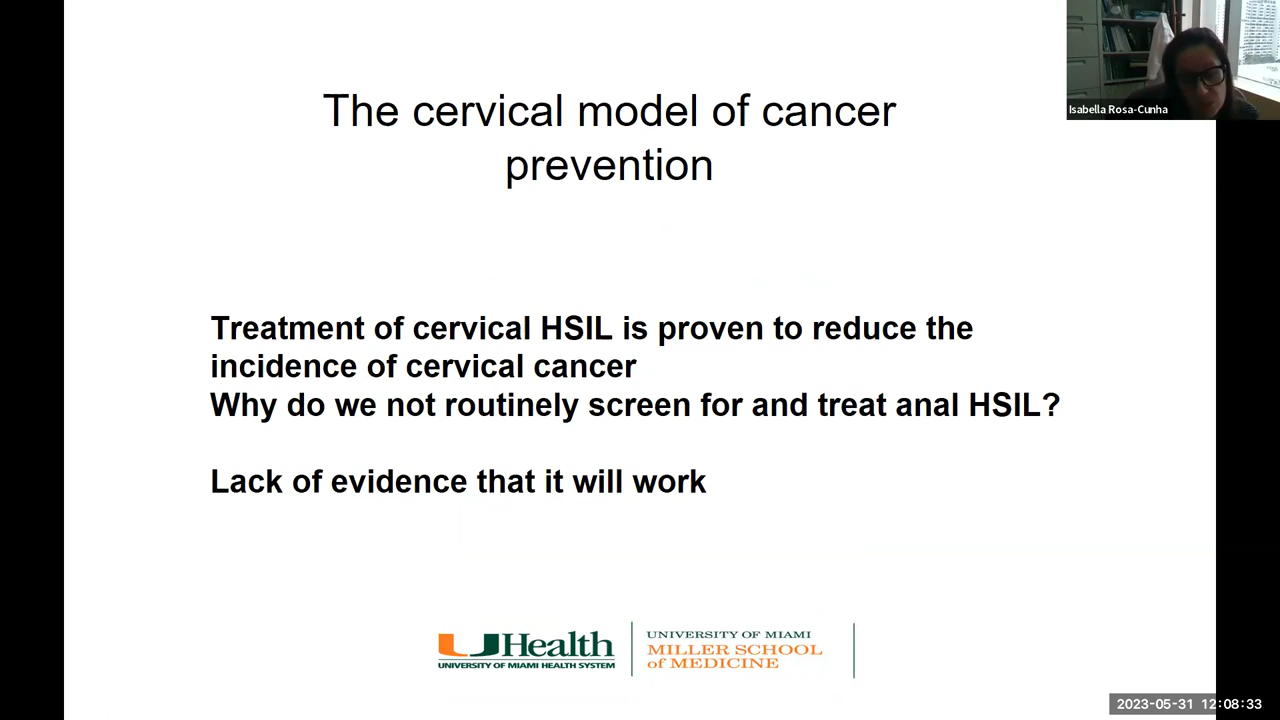 Isabella Rosa-Cunha
The cervical model of cancer
prevention
Treatment of cervical HSIL is proven to reduce the
incidence of cervical cancer
Why do we not routinely screen for and treat anal HSIL?
Lack of evidence that it will work
UHealth
UNIVERSITY OF MIAMI HEALTH SYSTEM
UNIVERSITY OF MIAMI
MILLER SCHOOL
of MEDICINE
2023-05-31 12:08:33